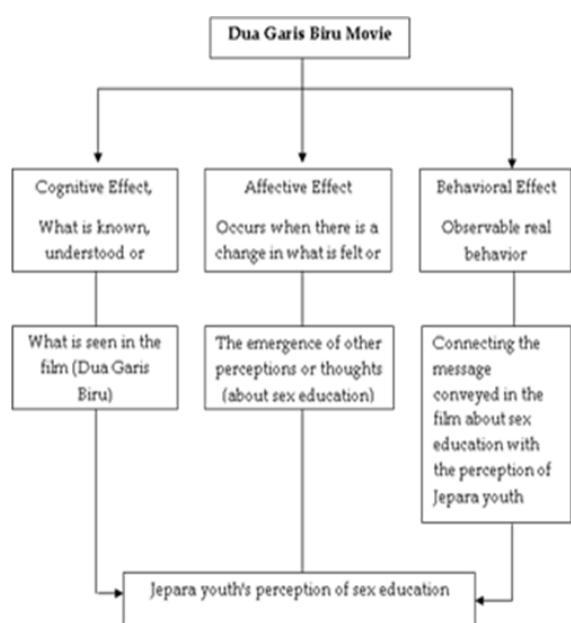 Dua Garis Biru Movie
Cognitive Effect,
What is known,
understood or
Affective Effect
Occurs when there is a
change in what is felt or
Behavioral Effect
Observable real
behavior
What is seen in the
film (Dua Garis
Biru)
The emergence of other
perceptions or thoughts
(about sex education)
Connecting the
message
conveyed in the
film about sex
education with
the perception of
Jepara youth
Jepara youth's perception of sex education